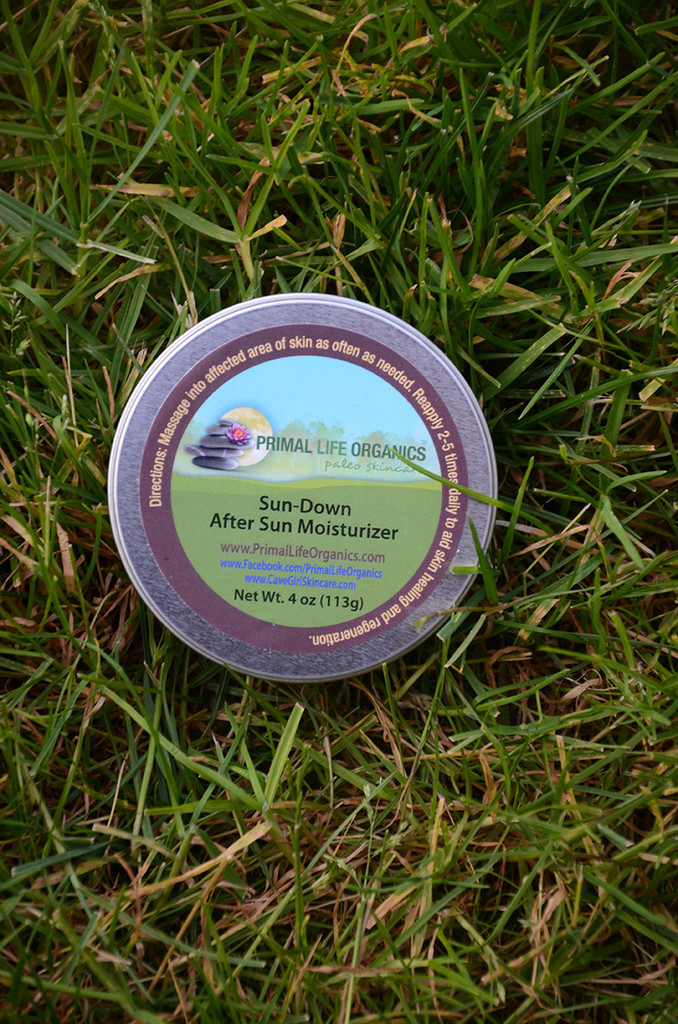 Directions: Massage into affected area of skin as often as needed. Reapply 2-5 times daily to aid skin healing and regeneration.
PRIMAL LIFE ORGANICS
paleo skincare
Sun-Down
After Sun Moisturizer
www.PrimalLifeOrganics.com
www.Facebook.com/PrimalLifeOrganics
www.CaveGirlSkincare.com
Net Wt. 4 oz (113g)